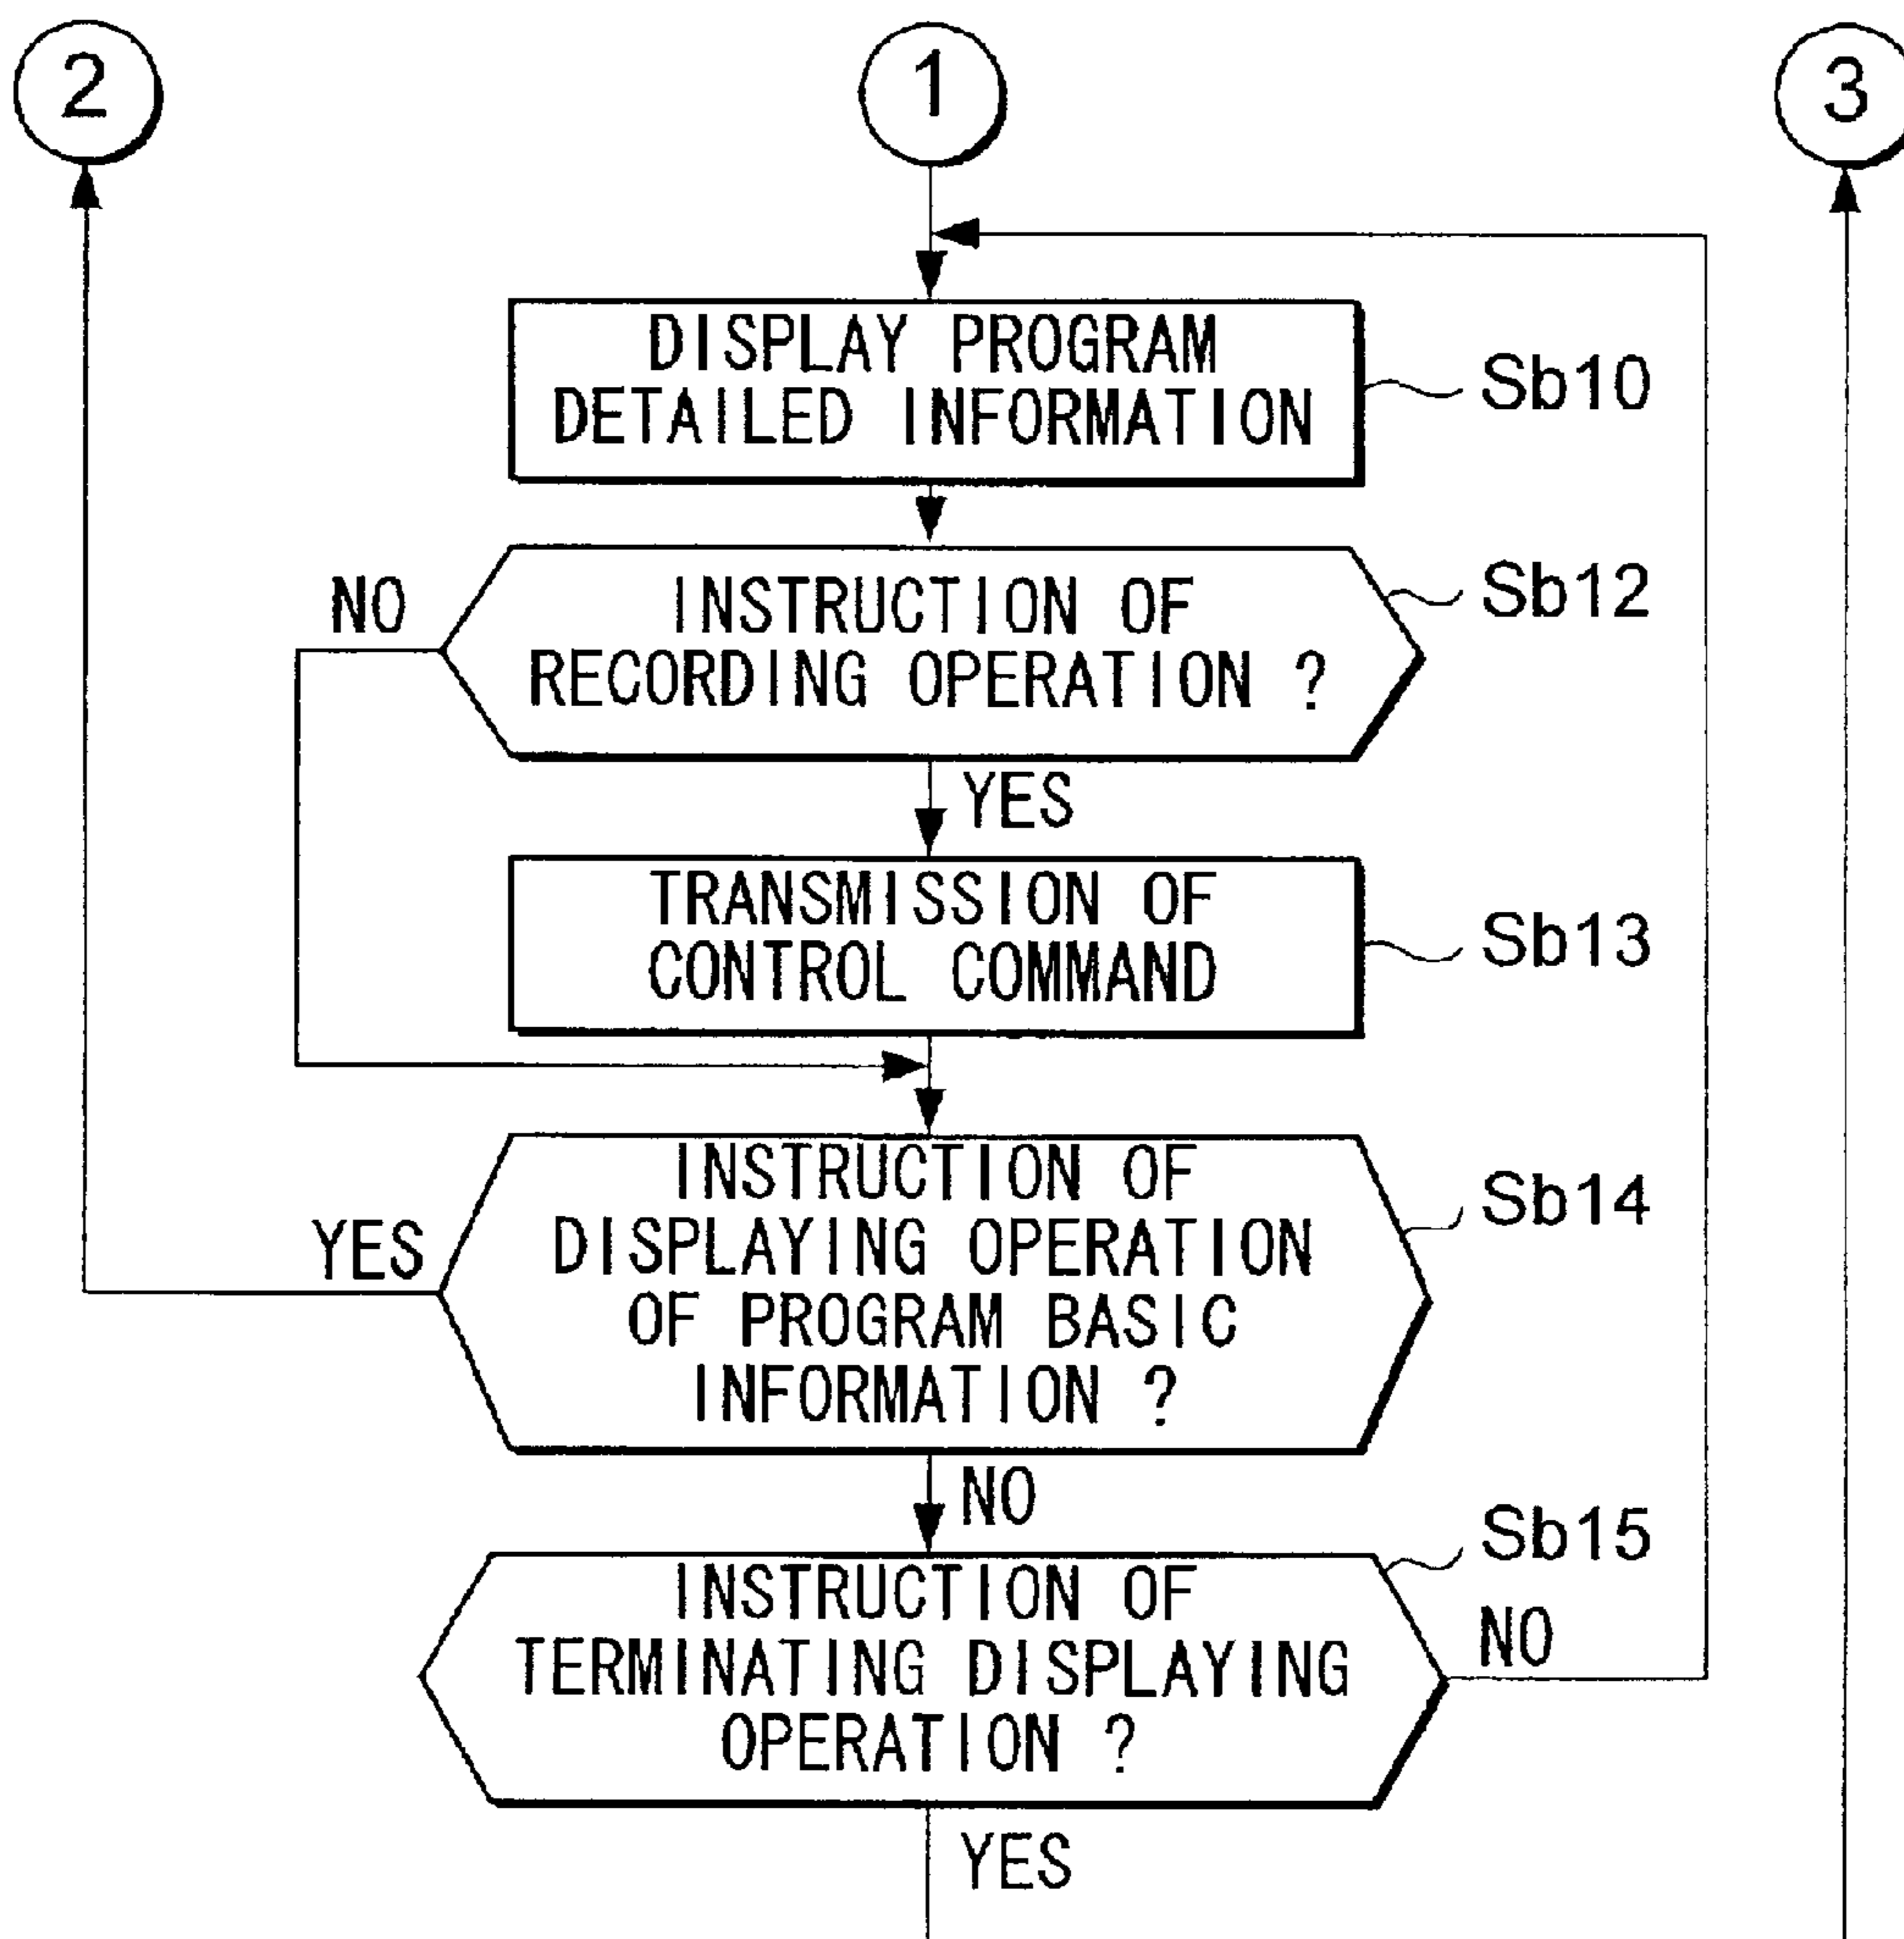 2
1
3
DISPLAY PROGRAM
DETAILED INFORMATION
Sb10
NO
INSTRUCTION OF
RECORDING OPERATION ?
Sb12
YES
TRANSMISSION OF
CONTROL COMMAND
Sb13
YES
INSTRUCTION OF
DISPLAYING OPERATION
OF PROGRAM BASIC
INFORMATION ?
Sb14
NO
INSTRUCTION OF
TERMINATING DISPLAYING
OPERATION ?
Sb15
NO
YES